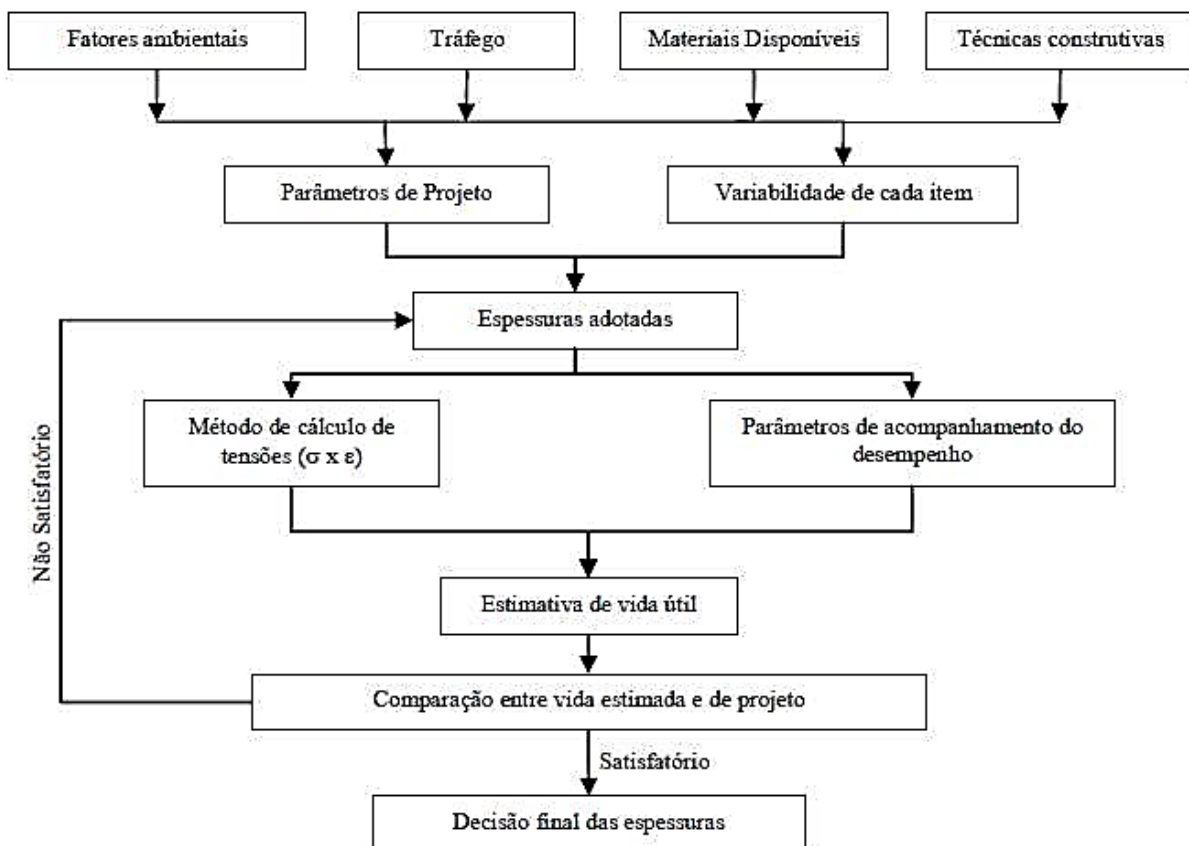 Fatores ambientais
Tráfego
Materiais Disponíveis
Técnicas construtivas
Parâmetros de Projeto
Variabilidade de cada item
Espessuras adotadas
Método de cálculo de
tensões (σ x ε)
Parâmetros de acompanhamento do
desempenho
Não Satisfatório
Estimativa de vida útil
Comparação entre vida estimada e de projeto
Satisfatório
Decisão final das espessuras